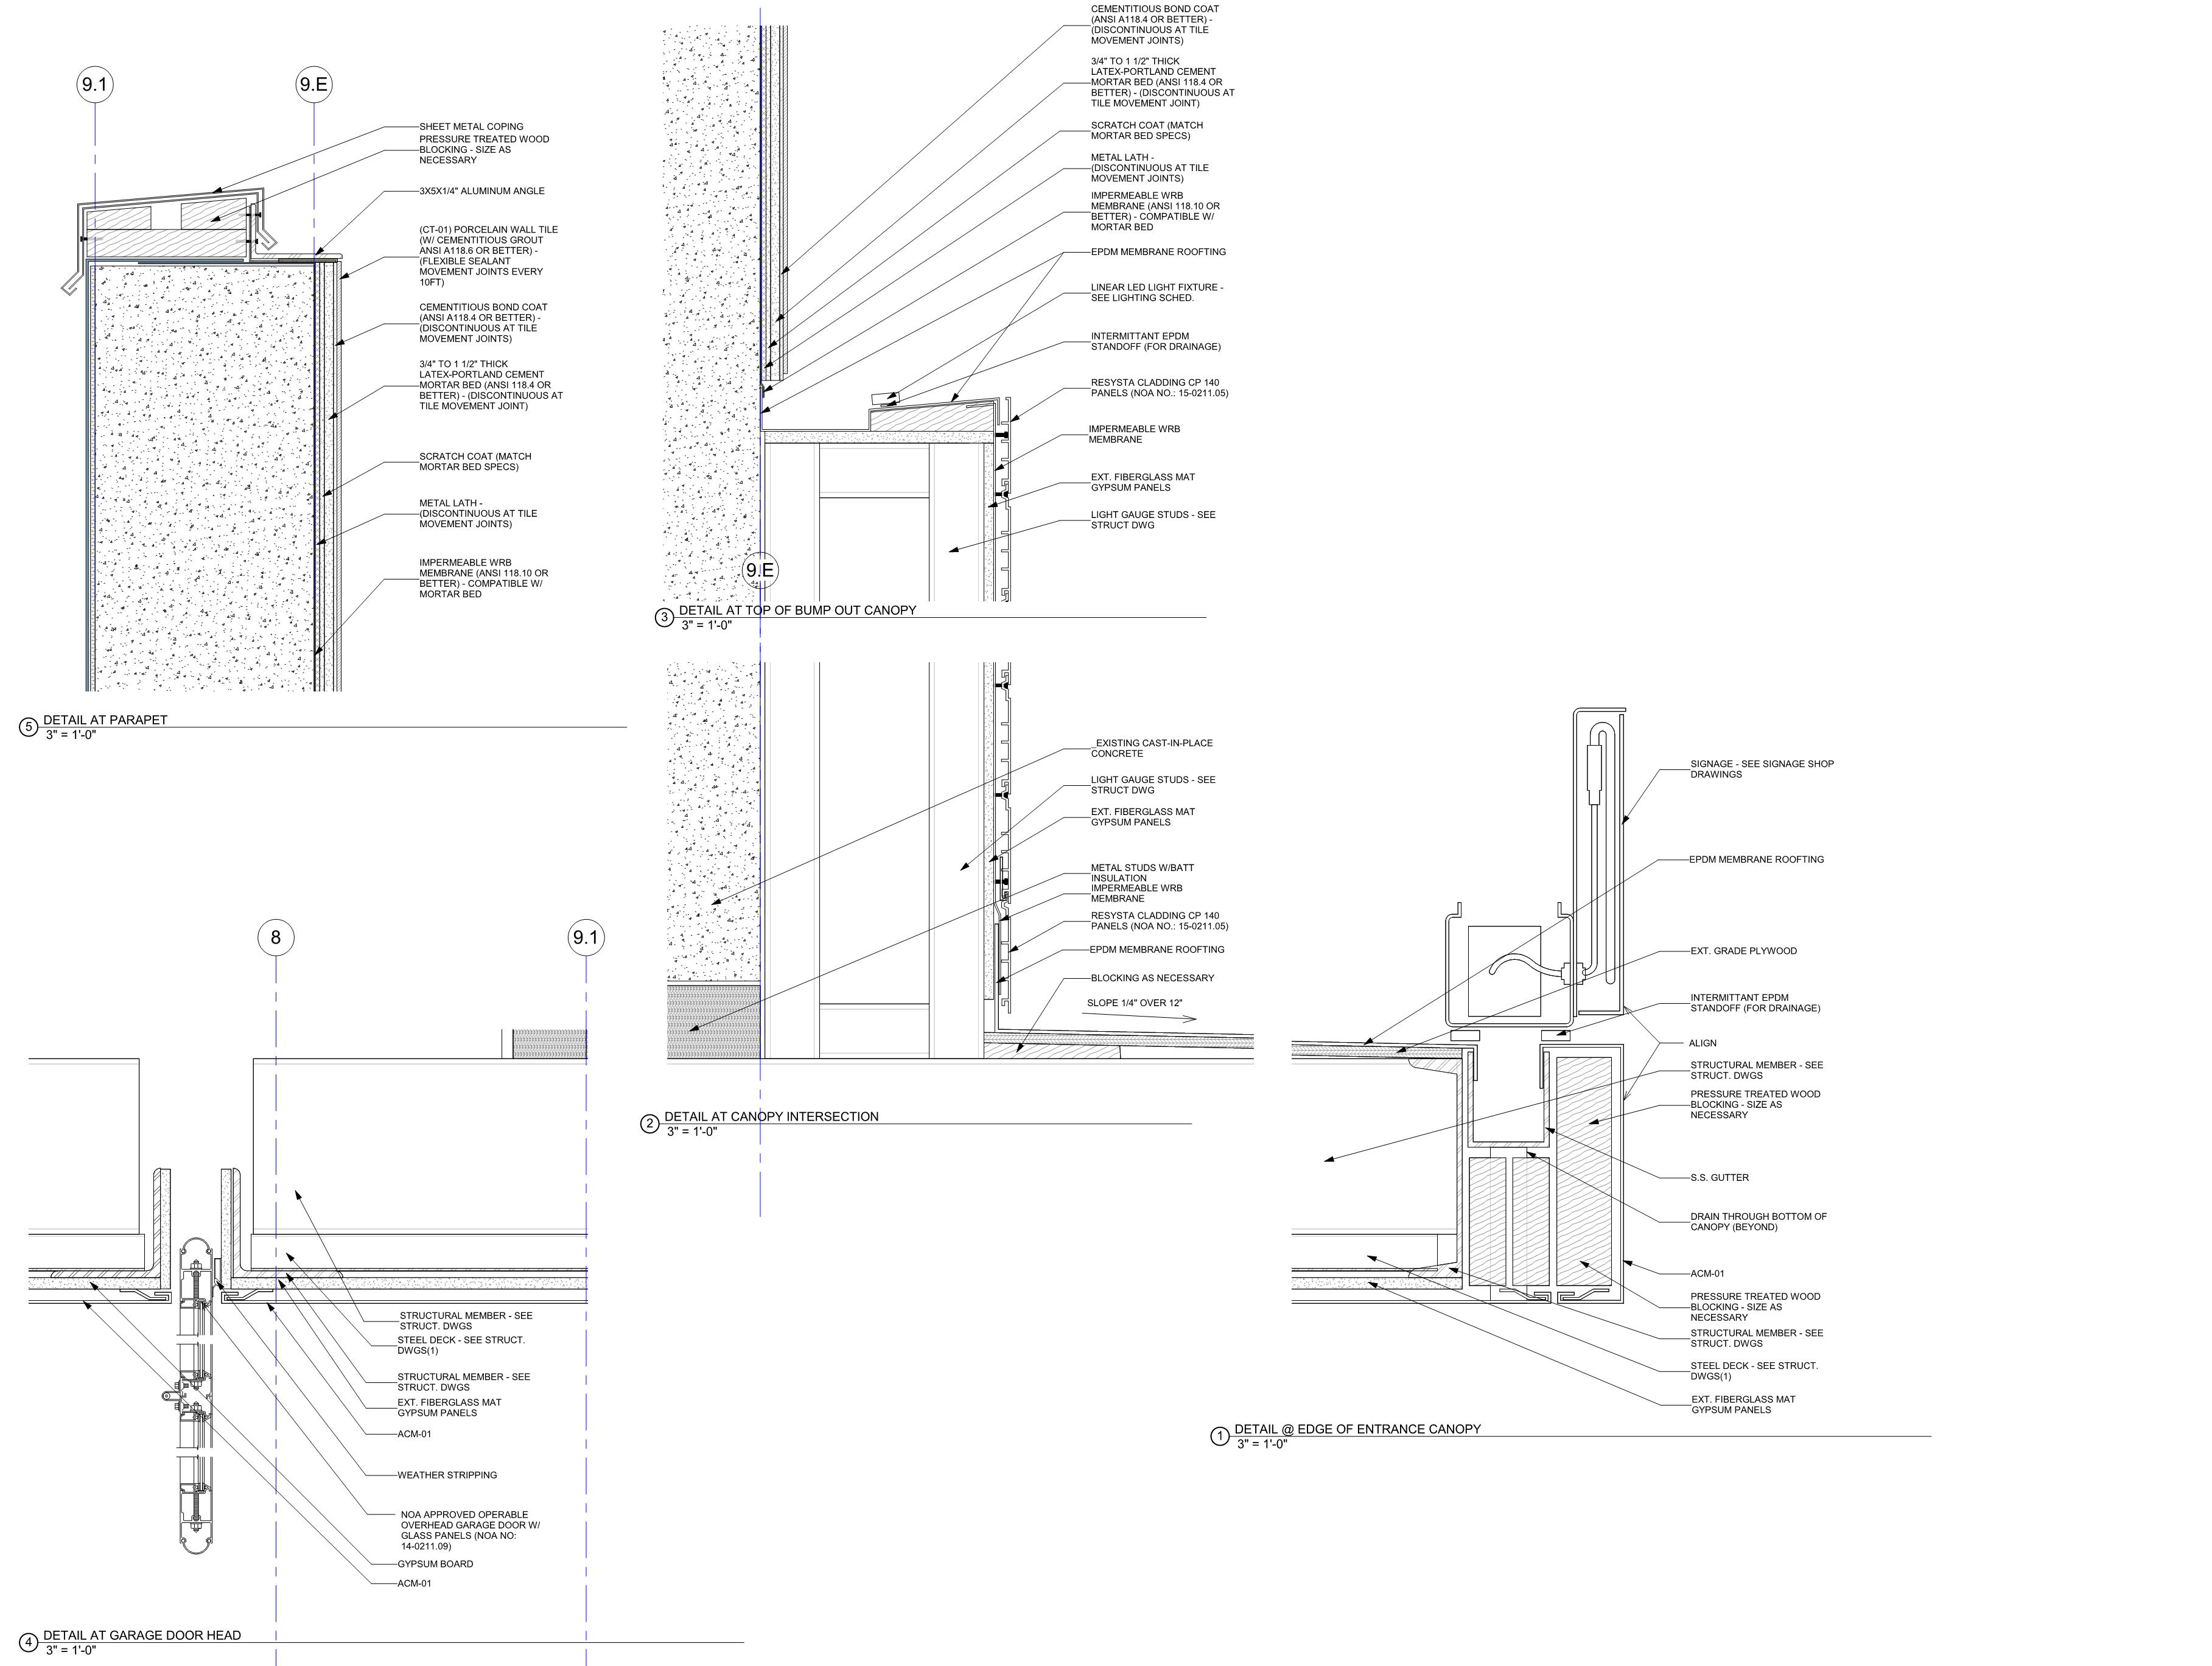 9.1
9.E
SHEET METAL COPING
PRESSURE TREATED WOOD
BLOCKING - SIZE AS
NECESSARY
3X5X1/4" ALUMINUM ANGLE
(CT-01) PORCELAIN WALL TILE
(W/ CEMENTITIOUS GROUT
ANSI A118.6 OR BETTER) -
(FLEXIBLE SEALANT
MOVEMENT JOINTS EVERY
10FT)
CEMENTITIOUS BOND COAT
(ANSI A118.4 OR BETTER) -
(DISCONTINUOUS AT TILE
MOVEMENT JOINTS)
3/4" TO 1 1/2" THICK
LATEX-PORTLAND CEMENT
MORTAR BED (ANSI 118.4 OR
BETTER) - (DISCONTINUOUS AT
TILE MOVEMENT JOINT)
SCRATCH COAT (MATCH
MORTAR BED SPECS)
METAL LATH -
(DISCONTINUOUS AT TILE
MOVEMENT JOINTS)
IMPERMEABLE WRB
MEMBRANE (ANSI 118.10 OR
BETTER) - COMPATIBLE W/
MORTAR BED
5
DETAIL AT PARAPET
3" = 1'-0"
CEMENTITIOUS BOND COAT
(ANSI A118.4 OR BETTER) -
(DISCONTINUOUS AT TILE
MOVEMENT JOINTS)
3/4" TO 1 1/2" THICK
LATEX-PORTLAND CEMENT
MORTAR BED (ANSI 118.4 OR
BETTER) - (DISCONTINUOUS AT
TILE MOVEMENT JOINT)
SCRATCH COAT (MATCH
MORTAR BED SPECS)
METAL LATH -
(DISCONTINUOUS AT TILE
MOVEMENT JOINTS)
IMPERMEABLE WRB
MEMBRANE (ANSI 118.10 OR
BETTER) - COMPATIBLE W/
MORTAR BED
EPDM MEMBRANE ROOFTING
LINEAR LED LIGHT FIXTURE -
SEE LIGHTING SCHED.
INTERMITTANT EPDM
STANDOFF (FOR DRAINAGE)
RESYSTA CLADDING CP 140
PANELS (NOA NO.: 15-0211.05)
IMPERMEABLE WRB
MEMBRANE
EXT. FIBERGLASS MAT
GYPSUM PANELS
LIGHT GAUGE STUDS - SEE
STRUCT DWG
9.E
3
DETAIL AT TOP OF BUMP OUT CANOPY
3" = 1'-0"
EXISTING CAST-IN-PLACE
CONCRETE
LIGHT GAUGE STUDS - SEE
STRUCT DWG
EXT. FIBERGLASS MAT
GYPSUM PANELS
METAL STUDS W/BATT
INSULATION
IMPERMEABLE WRB
MEMBRANE
RESYSTA CLADDING CP 140
PANELS (NOA NO.: 15-0211.05)
EPDM MEMBRANE ROOFTING
BLOCKING AS NECESSARY
SLOPE 1/4" OVER 12"
2
DETAIL AT CANOPY INTERSECTION
3" = 1'-0"
SIGNAGE - SEE SIGNAGE SHOP
DRAWINGS
EPDM MEMBRANE ROOFTING
EXT. GRADE PLYWOOD
INTERMITTANT EPDM
STANDOFF (FOR DRAINAGE)
ALIGN
STRUCTURAL MEMBER - SEE
STRUCT. DWGS
PRESSURE TREATED WOOD
BLOCKING - SIZE AS
NECESSARY
S.S. GUTTER
DRAIN THROUGH BOTTOM OF
CANOPY (BEYOND)
ACM-01
PRESSURE TREATED WOOD
BLOCKING - SIZE AS
NECESSARY
STRUCTURAL MEMBER - SEE
STRUCT. DWGS
STEEL DECK - SEE STRUCT.
DWGS(1)
EXT. FIBERGLASS MAT
GYPSUM PANELS
1
DETAIL @ EDGE OF ENTRANCE CANOPY
3" = 1'-0"
8
9.1
STRUCTURAL MEMBER - SEE
STRUCT. DWGS
STEEL DECK - SEE STRUCT.
DWGS(1)
STRUCTURAL MEMBER - SEE
STRUCT. DWGS
EXT. FIBERGLASS MAT
GYPSUM PANELS
ACM-01
WEATHER STRIPPING
NOA APPROVED OPERABLE
OVERHEAD GARAGE DOOR W/
GLASS PANELS (NOA NO:
14-0211.09)
GYPSUM BOARD
ACM-01
4
DETAIL AT GARAGE DOOR HEAD
3" = 1'-0"